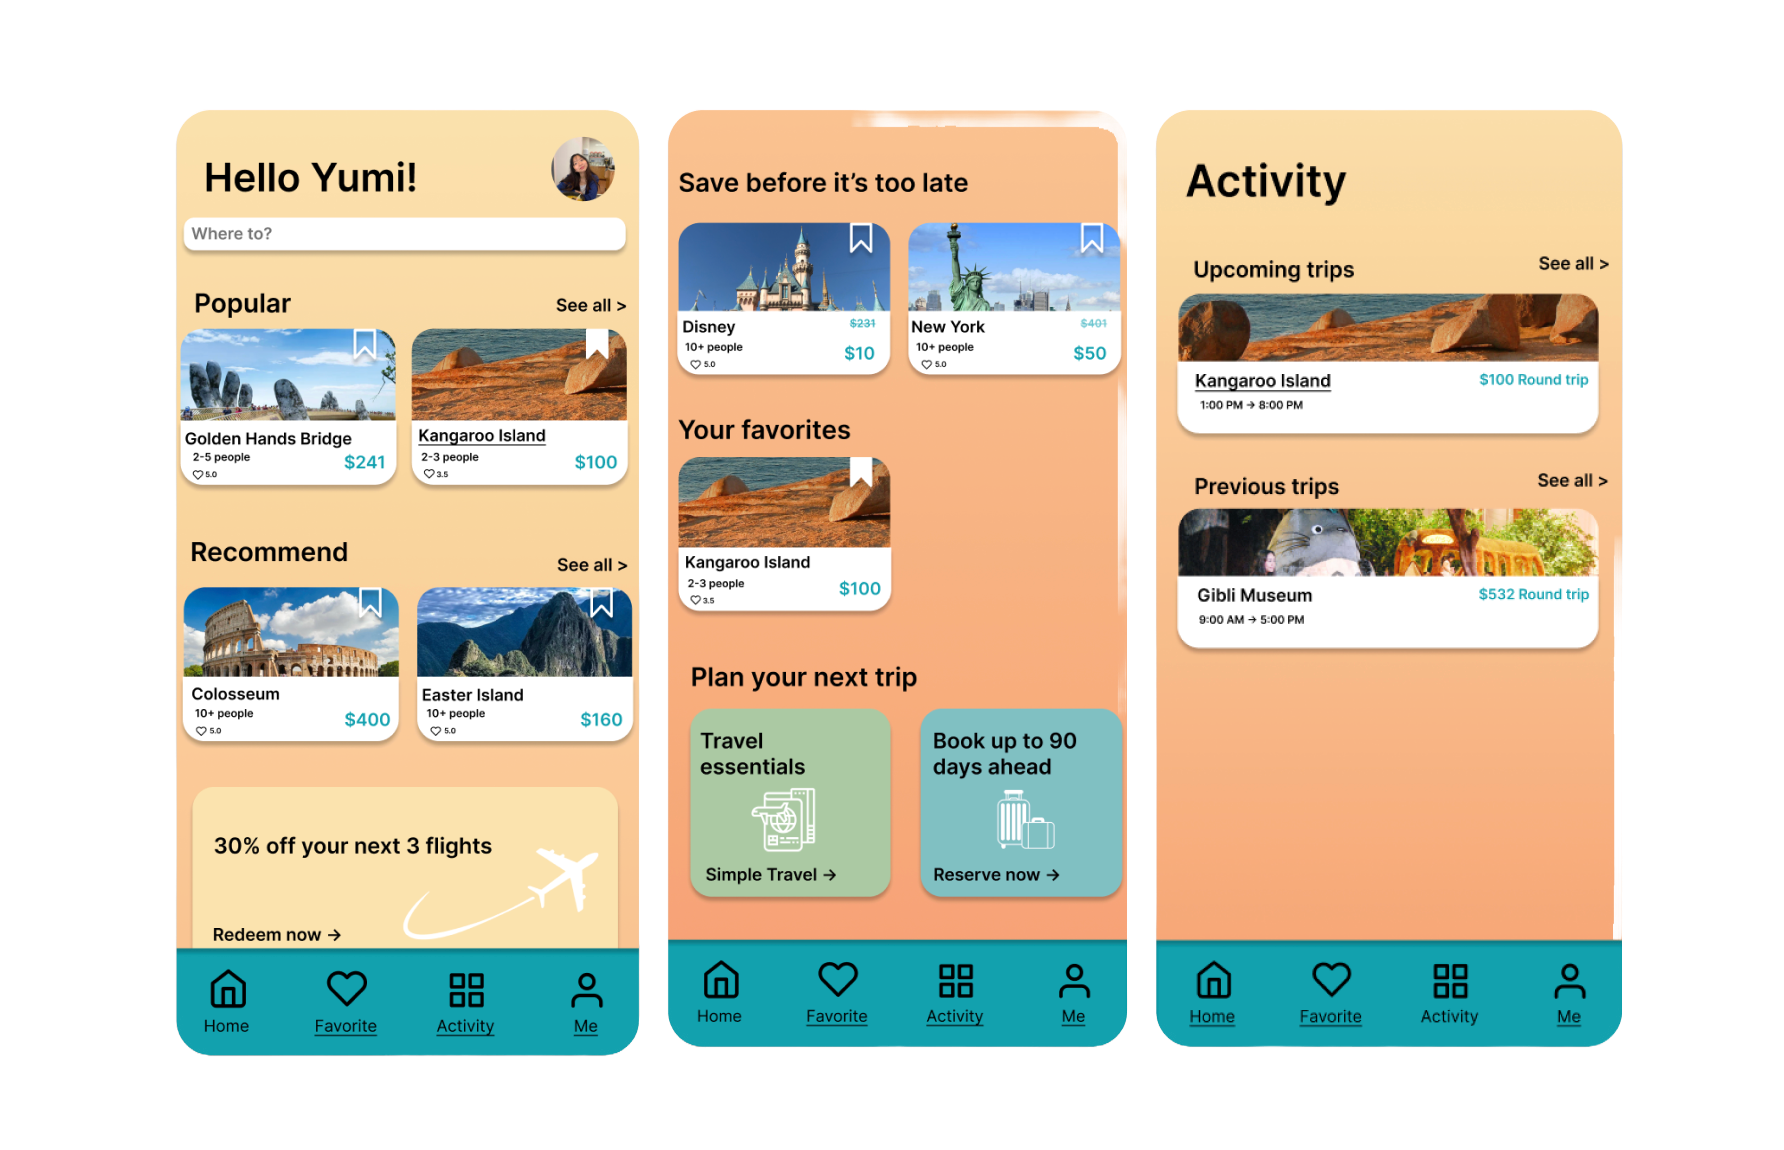 Hello Yumi!
Where to?
Popular
See all >
Golden Hands Bridge
2-5 people
$241
5.0
Kangaroo Island
2-3 people
$100
3.5
Recommend
See all >
Colosseum
10+ people
$400
5.0
Easter Island
10+ people
$160
5.0
30% off your next 3 flights
Redeem now →
Home
Favorite
Activity
Me
Save before it's too late
Disney
$231
10+ people
$10
5.0
New York
$401
10+ people
$50
5.0
Your favorites
Kangaroo Island
2-3 people
$100
3.5
Plan your next trip
Travel
essentials
Simple Travel →
Book up to 90
days ahead
Reserve now →
Home
Favorite
Activity
Me
Activity
Upcoming trips
See all >
Kangaroo Island
$100 Round trip
1:00 PM → 8:00 PM
Previous trips
See all >
Gibli Museum
$532 Round trip
9:00 AM → 5:00 PM
Home
Favorite
Activity
Me